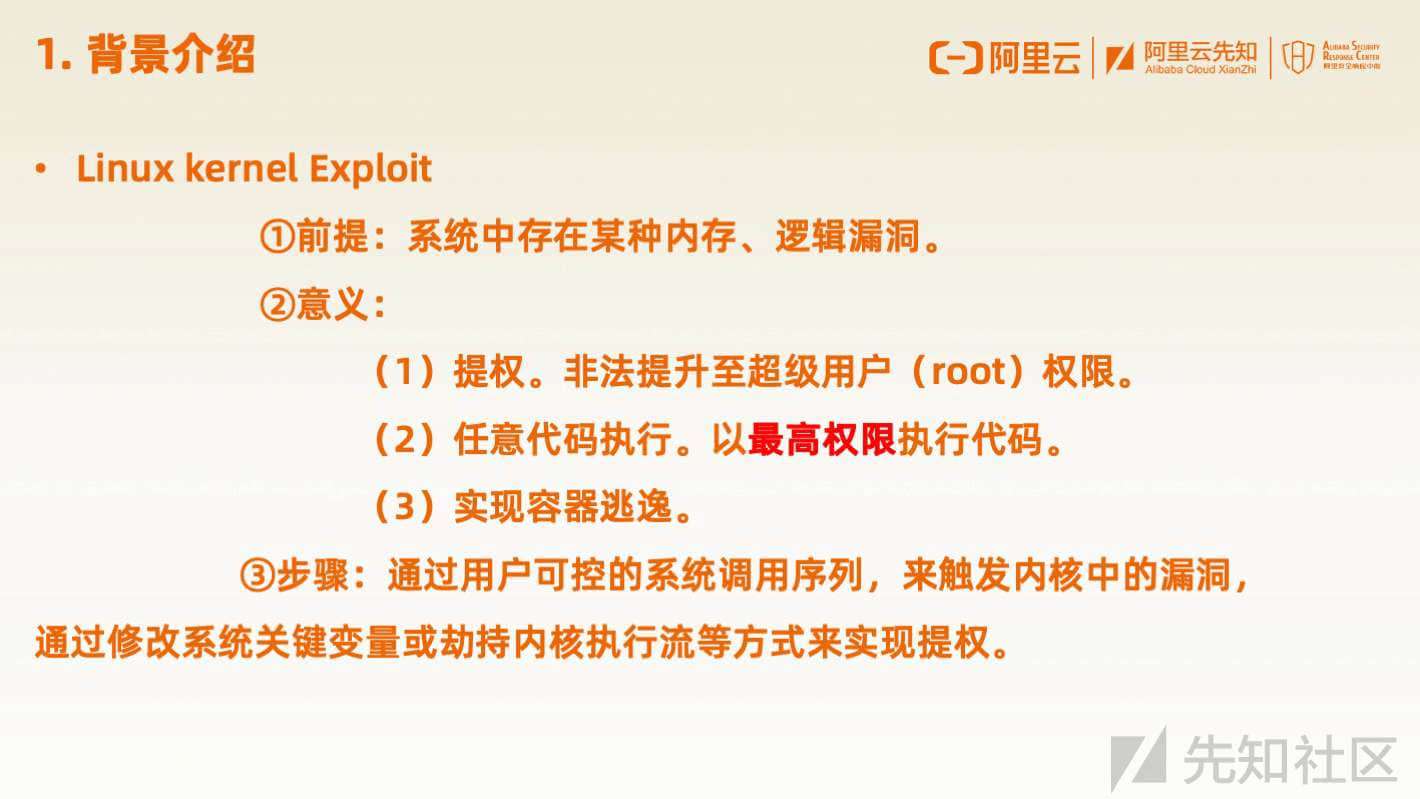 1. 背景介绍
阿里云
阿里云先知
Alibaba Cloud XianZhi
ALIBABA SECURITY
RESPONSE CENTER
阿里安全响应中心
• Linux kernel Exploit
①前提：系统中存在某种内存、逻辑漏洞。
②意义：
（1）提权。非法提升至超级用户（root）权限。
（2）任意代码执行。以最高权限执行代码。
（3）实现容器逃逸。
③步骤：通过用户可控的系统调用序列，来触发内核中的漏洞，
通过修改系统关键变量或劫持内核执行流等方式来实现提权。
先知社区